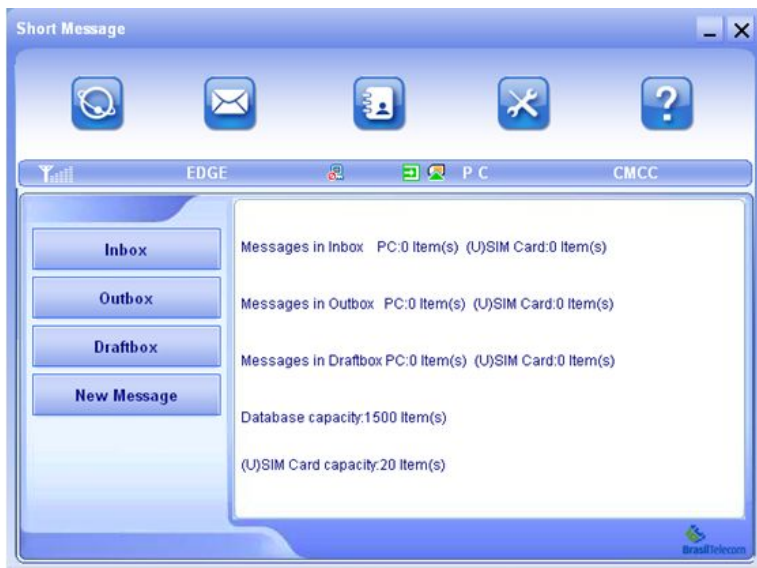 Short Message
EDGE PC CMCC
Inbox
Outbox
Draftbox
New Message
Messages in Inbox PC:0 Item(s) (U)SIM Card:0 Item(s)
Messages in Outbox PC:0 Item(s) (U)SIM Card:0 Item(s)
Messages in Draftbox PC:0 Item(s) (U)SIM Card:0 Item(s)
Database capacity:1500 Item(s)
(U)SIM Card capacity:20 Item(s)
BrasilTelecom